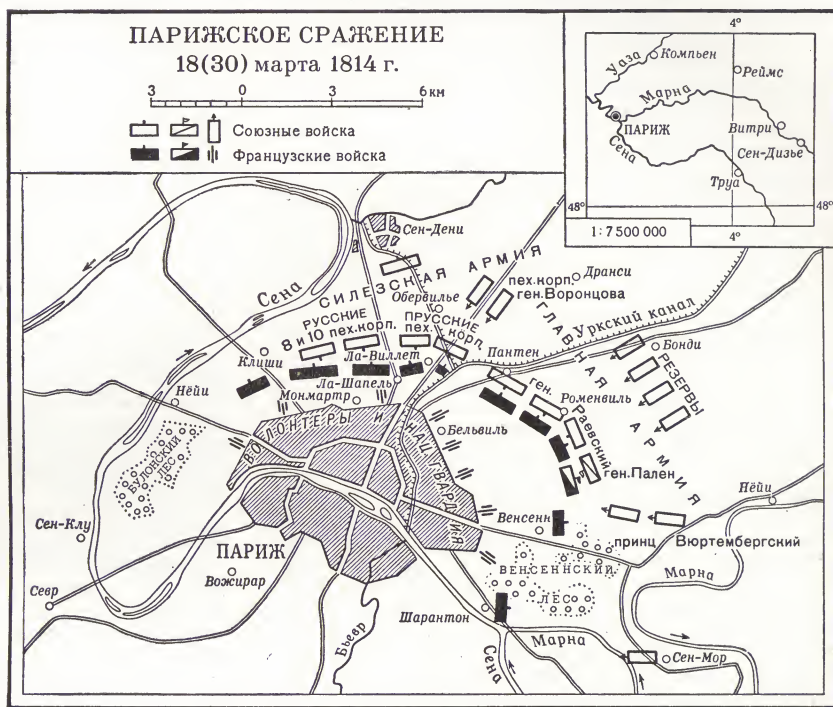 ПАРИЖСКОЕ СРАЖЕНИЕ
18(30) марта 1814 г.
3 0 3 6 км
Союзные войска
Французские войска
4°
Уаза
Компьен
Реймс
Марна
ПАРИЖ
Витри
Сена
Сен-Дизье
Труа
48°
48°
4°
1:7 500 000
Сен-Дени
Сена
СИЛЕЗСКАЯ АРМИЯ
Дранси
пех. корп.
ген. Воронцова
Обервилье
РУССКИЕ
8 и 10 пех. корп.
ПРУССКИЕ
пех. корп.
Уркский канал
ГЛАВНАЯ АРМИЯ
Бонди
РЕЗЕРВЫ
Клиши
Ла-Виллет
Пантен
Ла-Шапель
Монмартр
Нёйи
ген. Раевский
Роменвиль
ВОЛОНТЕРЫ И НАЦ. ГВАРДИЯ
Бельвиль
БУЛОНСКИЙ
ЛЕС
ген. Пален
Сен-Клу
Венсенн
Нёйи
принц Вюртембергский
ПАРИЖ
ВЕНСЕННСКИЙ
ЛЕС
Марна
Вожирар
Севр
Шарантон
Бьевр
Марна
Сена
Сен-Мор